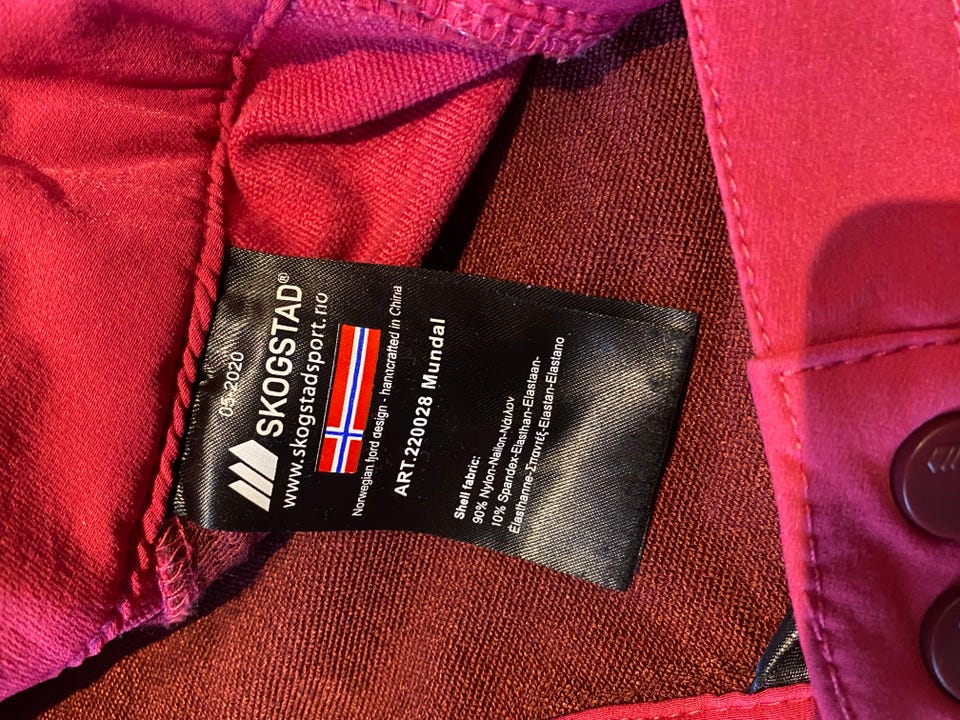 05.2020
SKOGSTAD®
www.skogstadsport.no
Norwegian fjord design - handcrafted in China
ART.220028 Mundal
Shell fabric:
90% Nylon-Nailon-Νάιλον
10% Spandex-Elasthan-Elastaan-
Élasthanne-Σπαντέξ-Elastan-Elastano